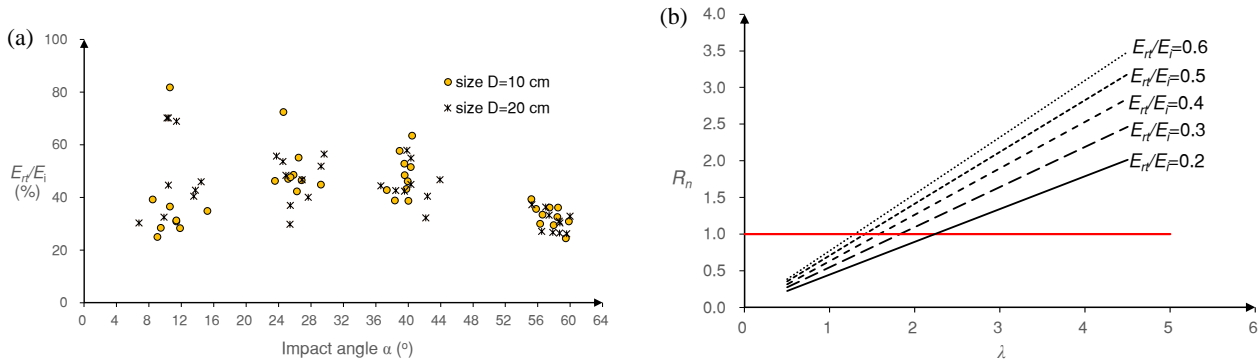 (a)
100
80
60
40
20
0
E_rt/E_i
(%)
size D=10 cm
size D=20 cm
0 4 8 12 16 20 24 28 32 36 40 44 48 52 56 60 64
Impact angle α (º)
(b)
4.0
3.5
3.0
2.5
2.0
1.5
1.0
0.5
0.0
R_n
E_rt/E_i=0.6
E_rt/E_i=0.5
E_rt/E_i=0.4
E_rt/E_i=0.3
E_rt/E_i=0.2
0 1 2 3 4 5 6
λ